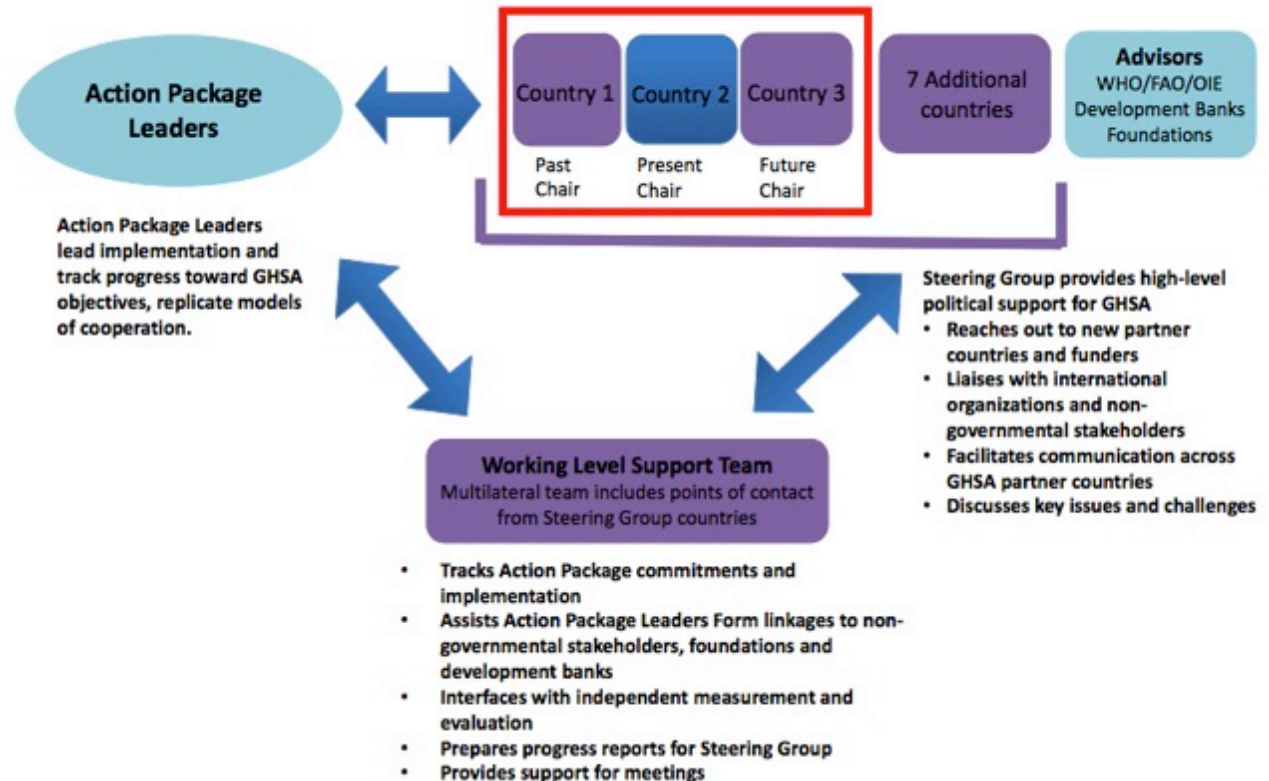 Action Package
Leaders
Country 1
Country 2
Country 3
Past
Chair
Present
Chair
Future
Chair
7 Additional
countries
Advisors
WHO/FAO/OIE
Development Banks
Foundations
Action Package Leaders
lead implementation and
track progress toward GHSA
objectives, replicate models
of cooperation.
Steering Group provides high-level
political support for GHSA
• Reaches out to new partner
countries and funders
• Liaises with international
organizations and non-
governmental stakeholders
• Facilitates communication across
GHSA partner countries
• Discusses key issues and challenges
Working Level Support Team
Multilateral team includes points of contact
from Steering Group countries
• Tracks Action Package commitments and
implementation
• Assists Action Package Leaders Form linkages to non-
governmental stakeholders, foundations and
development banks
• Interfaces with independent measurement and
evaluation
• Prepares progress reports for Steering Group
• Provides support for meetings